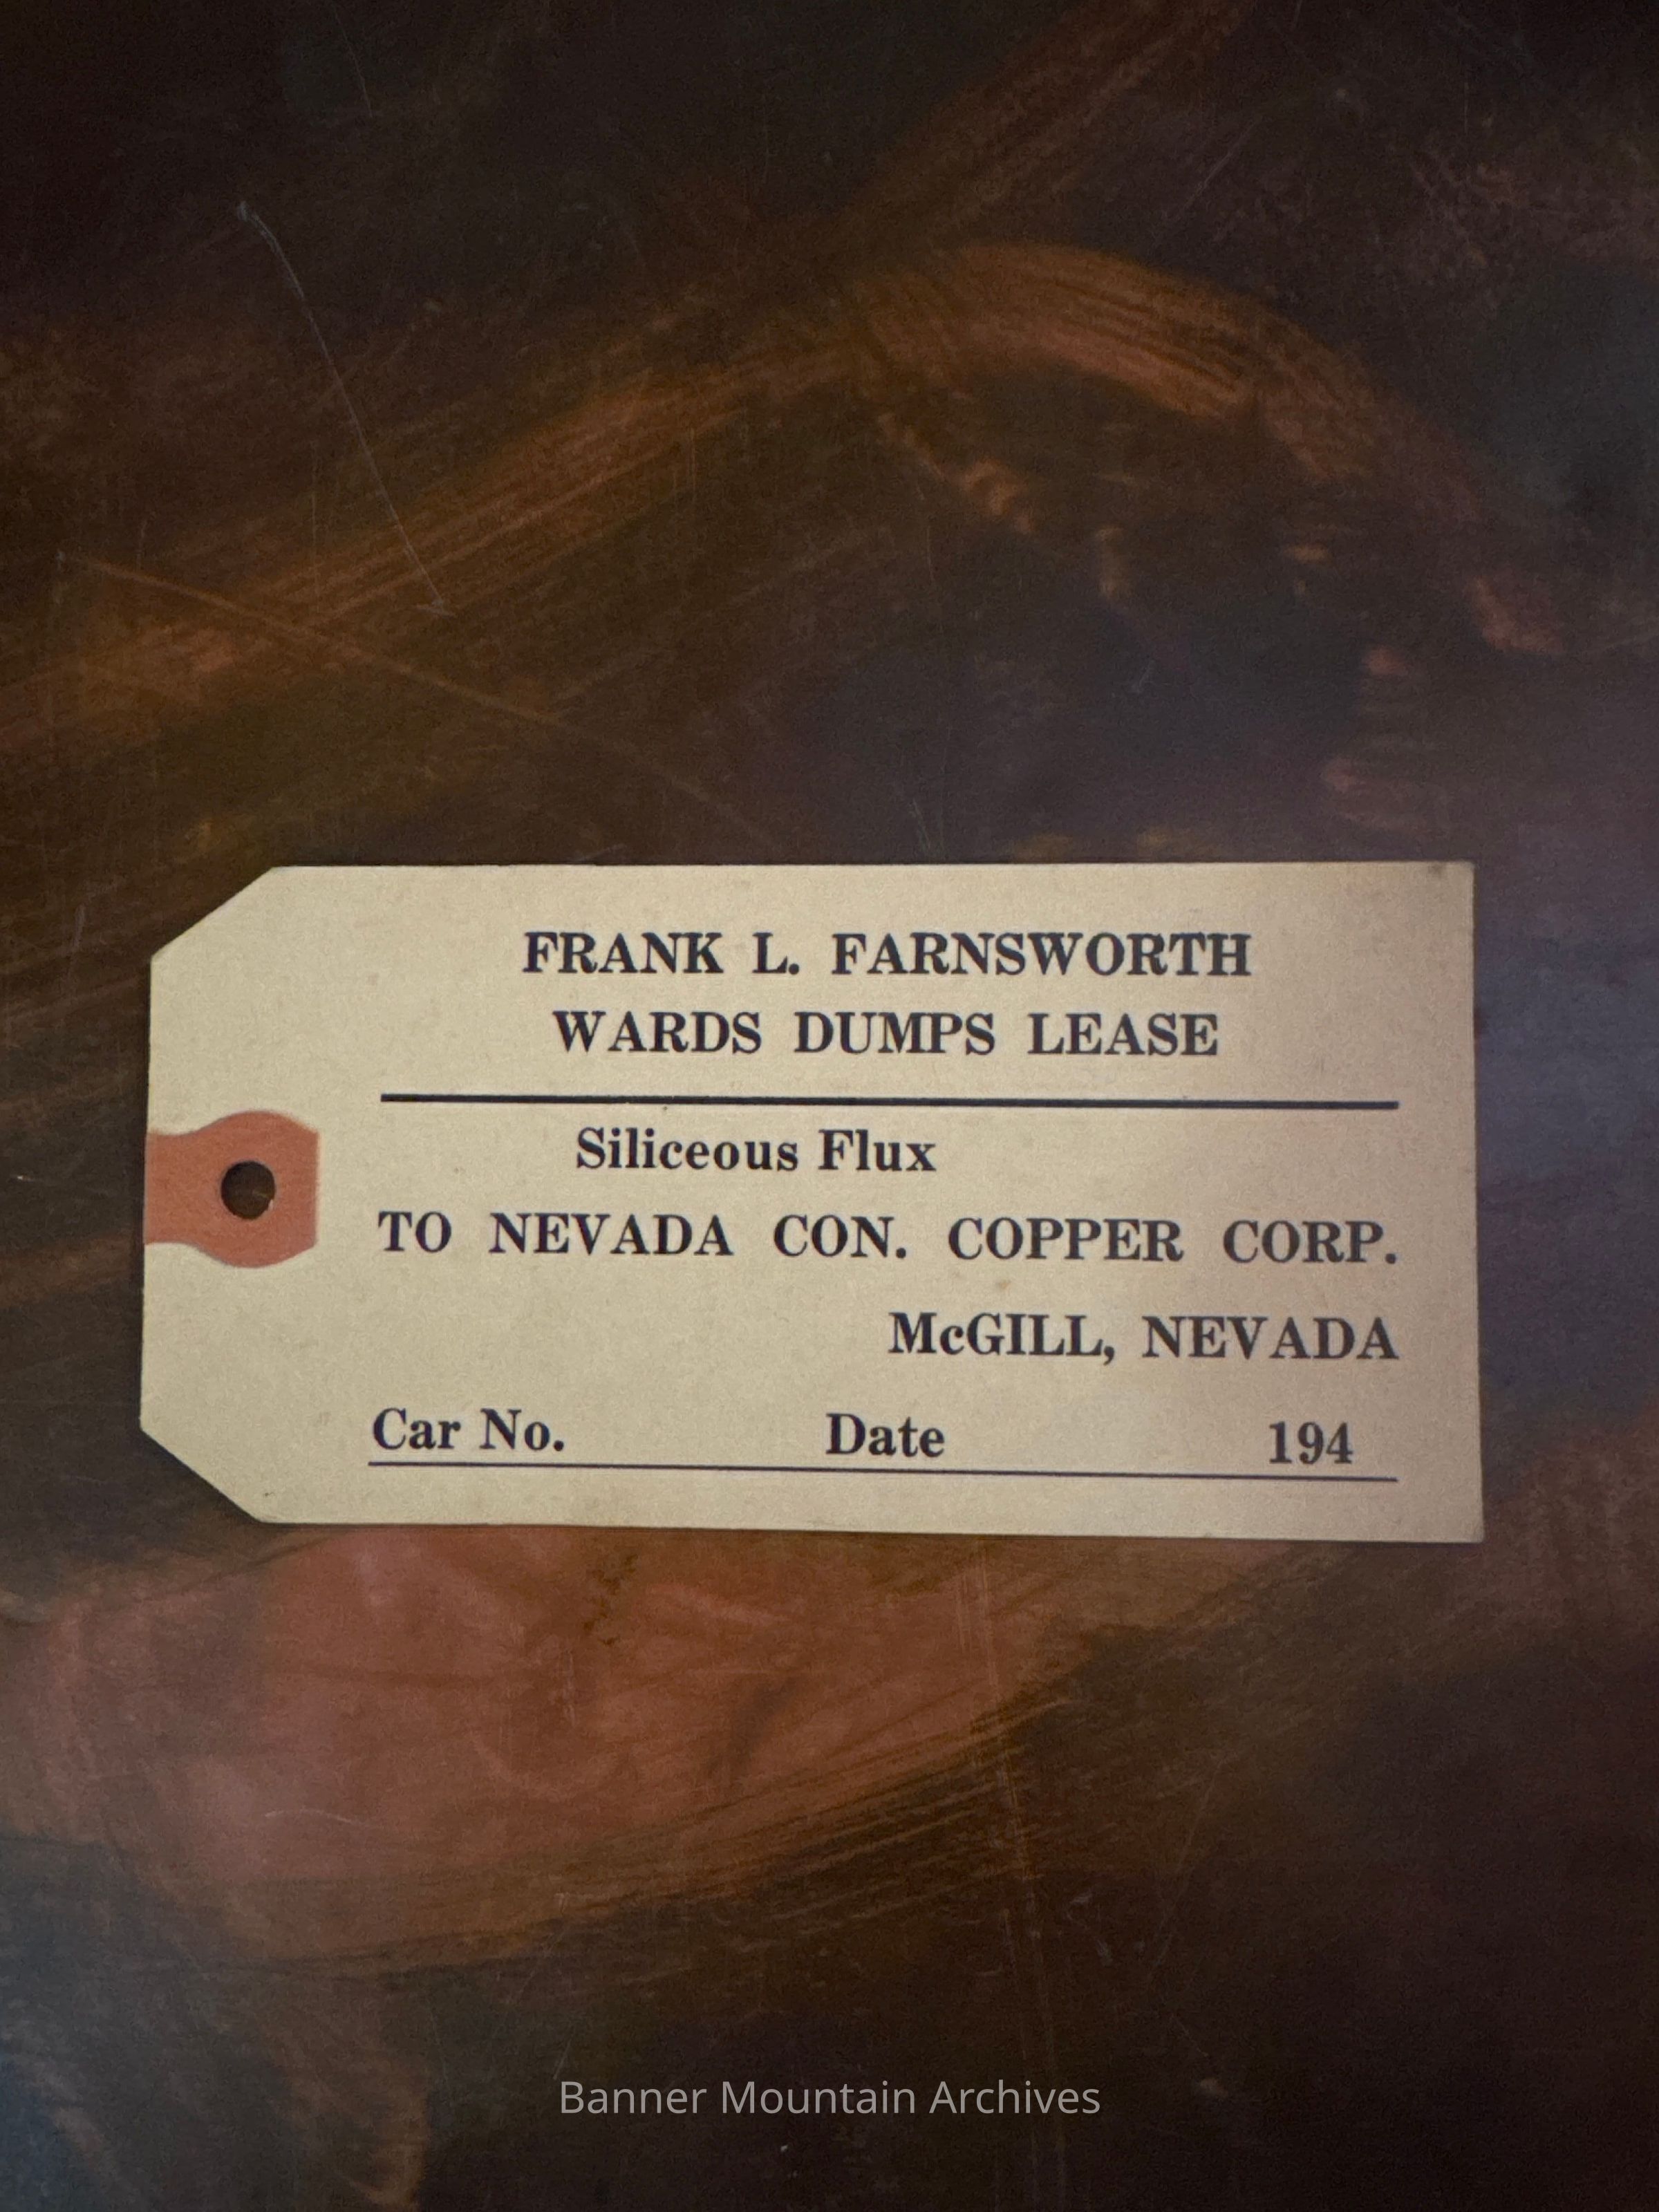 FRANK L. FARNSWORTH
WARDS DUMPS LEASE
Siliceous Flux
TO NEVADA CON. COPPER CORP.
McGILL, NEVADA
Car No. Date 194
Banner Mountain Archives